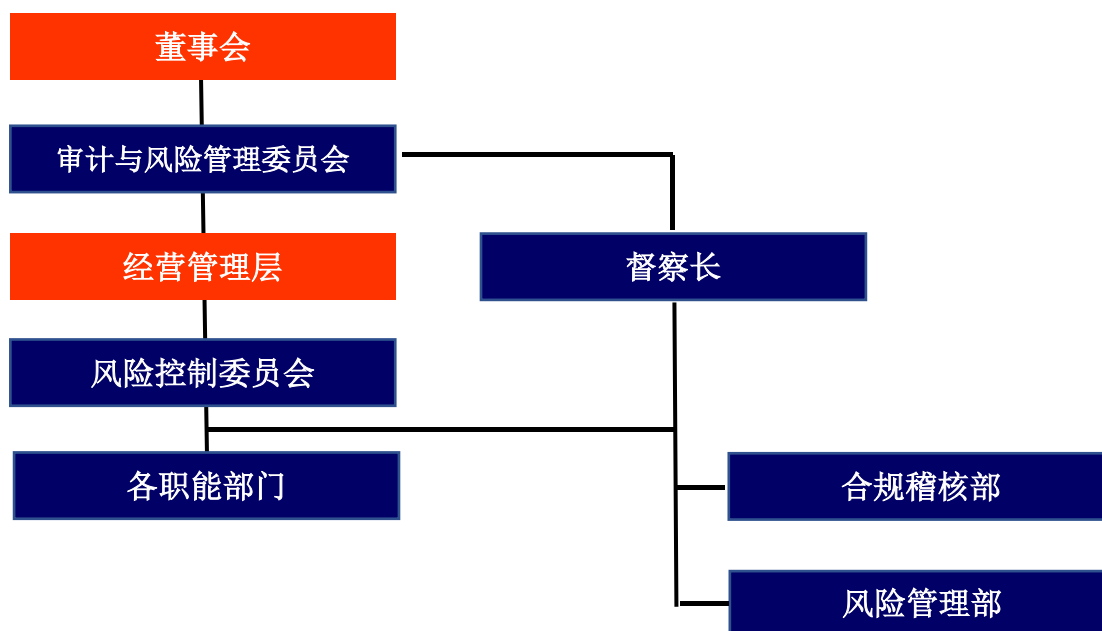 董事会
审计与风险管理委员会
经营管理层
督察长
风险控制委员会
各职能部门
合规稽核部
风险管理部